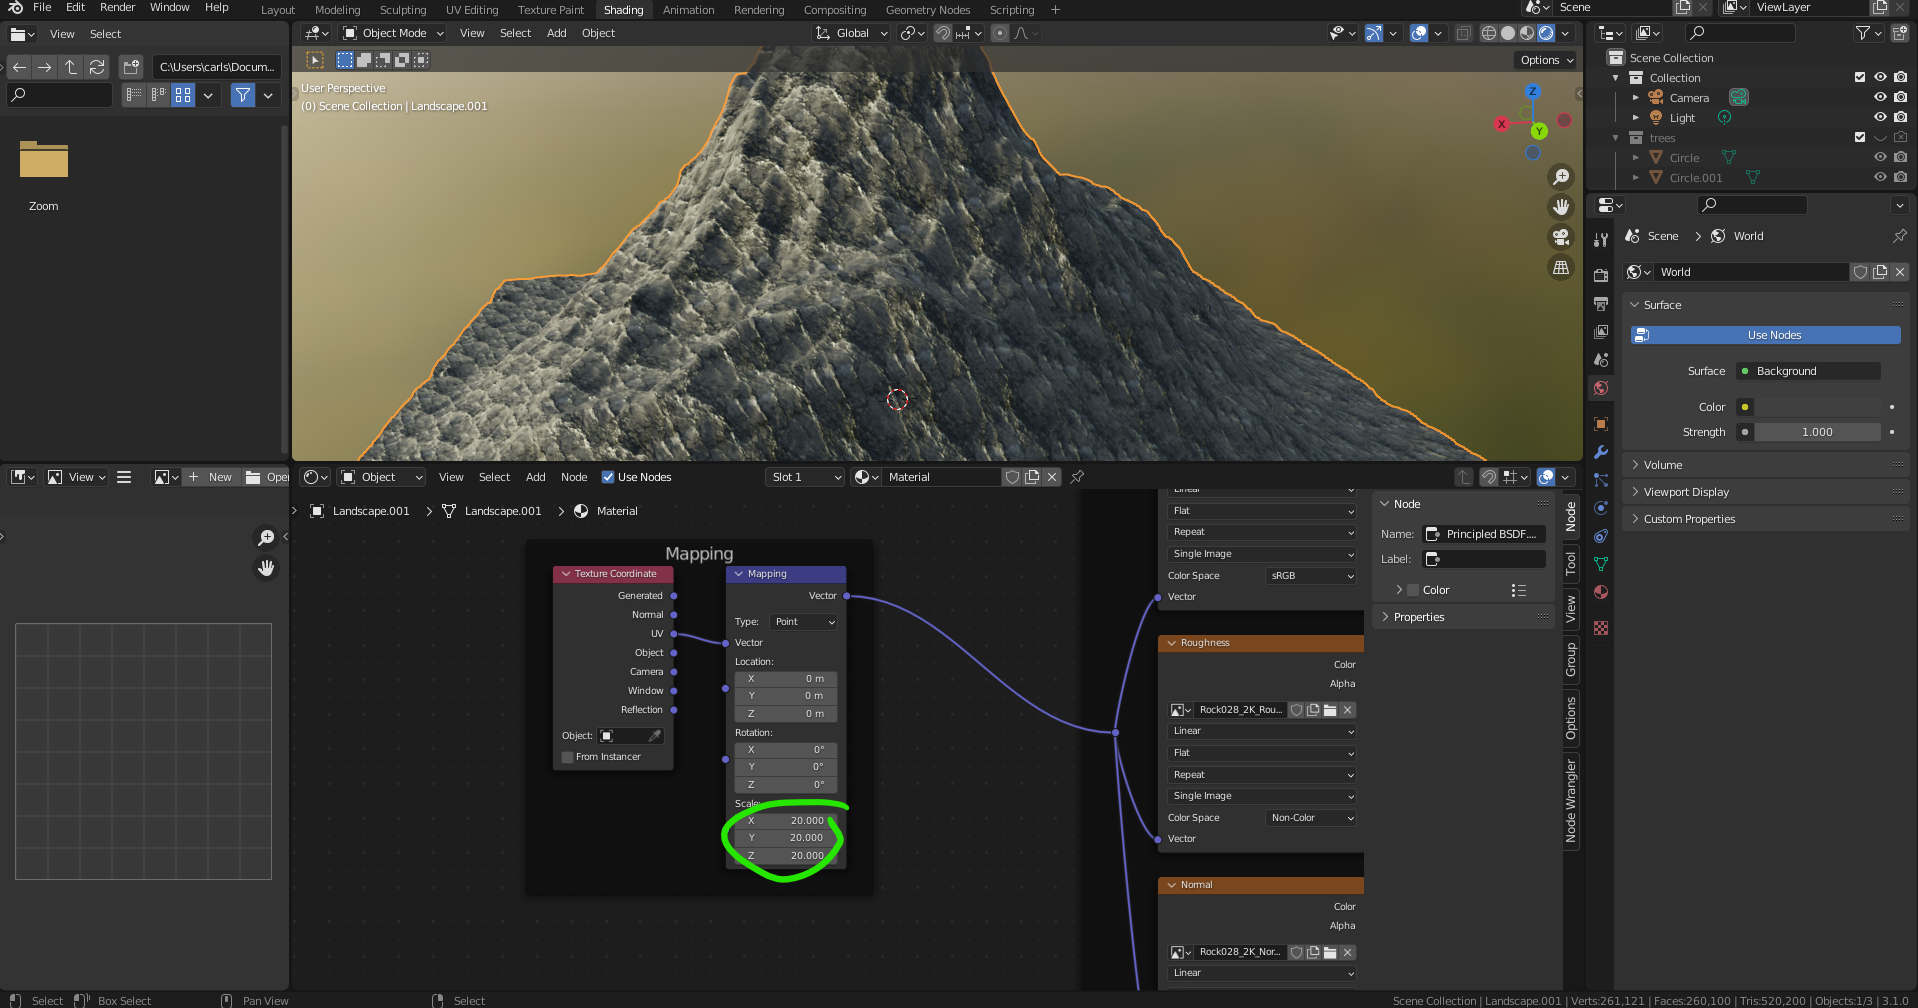 File Edit Render Window Help Layout Modeling Sculpting UV Editing Texture Paint Shading Animation Rendering Compositing Geometry Nodes Scripting + Scene ViewLayer
View Select
Object Mode View Select Add Object Global
C:\Users\carls\Docum...
Options
User Perspective
(0) Scene Collection | Landscape.001
Z
X
Y
Zoom
Scene Collection
Collection
Camera
Light
trees
Circle
Circle.001
Scene > World
World
Surface
Use Nodes
Surface Background
Color
Strength 1.000
Volume
Viewport Display
Custom Properties
View + New Oper
Object View Select Add Node Use Nodes Slot 1 Material
Landscape.001 > Landscape.001 > Material
Mapping
Texture Coordinate
Generated
Normal
UV
Object
Camera
Window
Reflection
Object:
From Instancer
Mapping
Vector
Type: Point
Vector
Location:
X 0 m
Y 0 m
Z 0 m
Rotation:
X 0°
Y 0°
Z 0°
Scale:
X 20.000
Y 20.000
Z 20.000
Linear
Flat
Repeat
Single Image
Color Space sRGB
Vector
Roughness
Color
Alpha
Rock028_2K_Rou...
Linear
Flat
Repeat
Single Image
Color Space Non-Color
Vector
Normal
Color
Alpha
Rock028_2K_Nor...
Linear
Node
Name: Principled BSDF....
Label:
Color
Properties
Node
Tool
View
Group
Options
Node Wrangler
Select Box Select Pan View Select
Scene Collection | Landscape.001 | Verts:261,121 | Faces:260,100 | Tris:520,200 | Objects:1/3 | 3.1.0